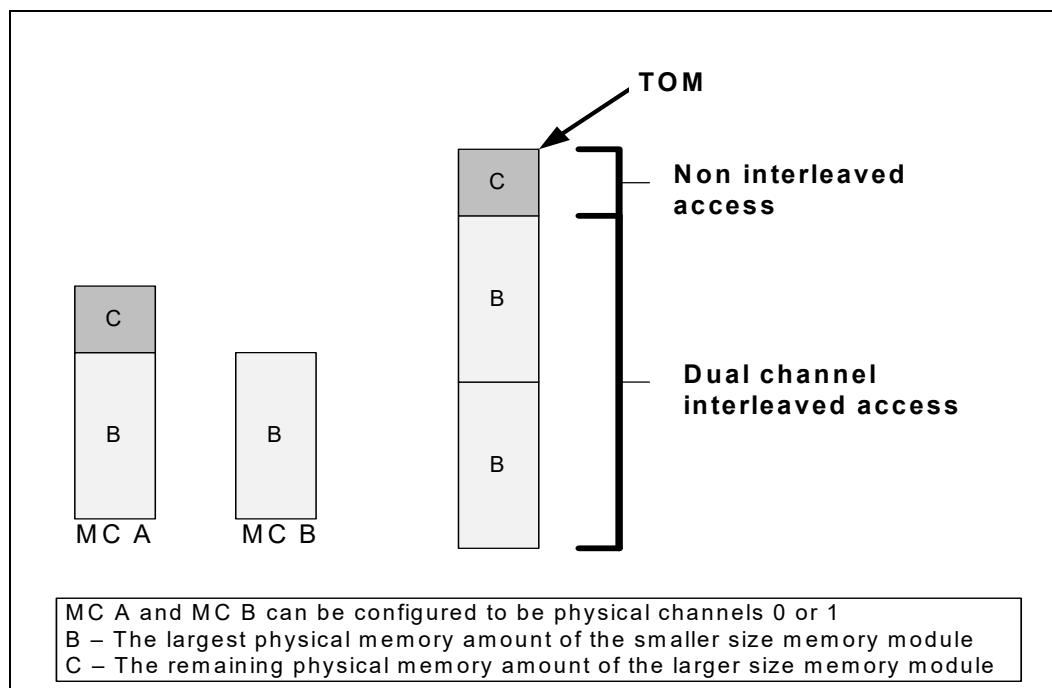 TOM
C
Non interleaved
access
B
C
Dual channel
interleaved access
B
B
B
MC A
MC B
MC A and MC B can be configured to be physical channels 0 or 1
B – The largest physical memory amount of the smaller size memory module
C – The remaining physical memory amount of the larger size memory module